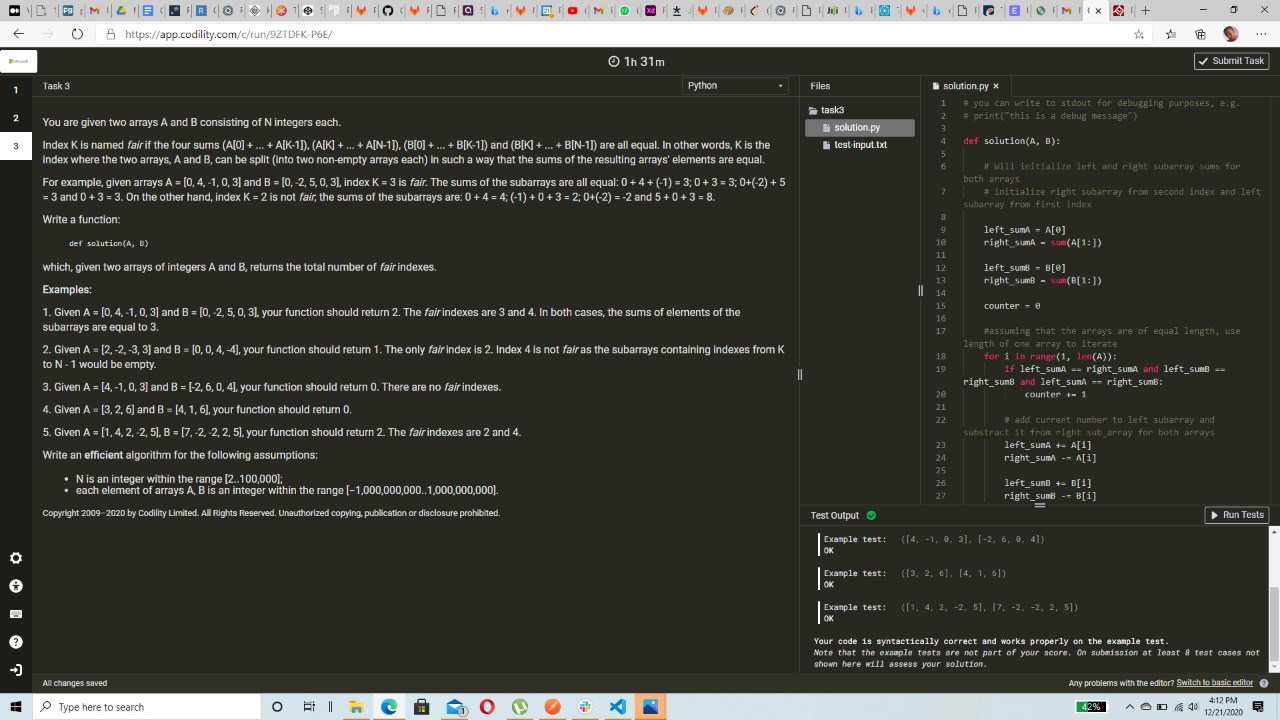 https://app.codility.com/c/run/9ZTDFK-P6E/
Microsoft
1h 31m
Submit Task
1
2
3
Task 3
Python
You are given two arrays A and B consisting of N integers each.
Index K is named fair if the four sums (A[0] + ... + A[K-1]), (A[K] + ... + A[N-1]), (B[0] + ... + B[K-1]) and (B[K] + ... + B[N-1]) are all equal. In other words, K is the
index where the two arrays, A and B, can be split (into two non-empty arrays each) in such a way that the sums of the resulting arrays' elements are equal.
For example, given arrays A = [0, 4, -1, 0, 3] and B = [0, -2, 5, 0, 3], index K = 3 is fair. The sums of the subarrays are all equal: 0 + 4 + (-1) = 3; 0 + 3 = 3; 0+(-2) + 5
= 3 and 0 + 3 = 3. On the other hand, index K = 2 is not fair, the sums of the subarrays are: 0 + 4 = 4; (-1) + 0 + 3 = 2; 0+(-2) = -2 and 5 + 0 + 3 = 8.
Write a function:
def solution(A, B)
which, given two arrays of integers A and B, returns the total number of fair indexes.
Examples:
1. Given A = [0, 4, -1, 0, 3] and B = [0, -2, 5, 0, 3], your function should return 2. The fair indexes are 3 and 4. In both cases, the sums of elements of the
subarrays are equal to 3.
2. Given A = [2, -2, -3, 3] and B = [0, 0, 4, -4], your function should return 1. The only fair index is 2. Index 4 is not fair as the subarrays containing indexes from K
to N - 1 would be empty.
3. Given A = [4, -1, 0, 3] and B = [-2, 6, 0, 4], your function should return 0. There are no fair indexes.
4. Given A = [3, 2, 6] and B = [4, 1, 6], your function should return 0.
5. Given A = [1, 4, 2, -2, 5], B = [7, -2, -2, 2, 5], your function should return 2. The fair indexes are 2 and 4.
Write an efficient algorithm for the following assumptions:
• N is an integer within the range [2..100,000];
• each element of arrays A, B is an integer within the range [−1,000,000,000..1,000,000,000].
Copyright 2009–2020 by Codility Limited. All Rights Reserved. Unauthorized copying, publication or disclosure prohibited.
All changes saved
Files
task3
solution.py
test-input.txt
solution.py ×
1 # you can write to stdout for debugging purposes, e.g.
2 # print("this is a debug message")
3
4 def solution(A, B):
5
6 # Will initialize left and right subarray sums for
both arrays
7 # initialize right subarray from second index and left
subarray from first index
8
9 left_sumA = A[0]
10 right_sumA = sum(A[1:])
11
12 left_sumB = B[0]
13 right_sumB = sum(B[1:])
14
15 counter = 0
16
17 #assuming that the arrays are of equal length, use
length of one array to iterate
18 for i in range(1, len(A)):
19 if left_sumA == right_sumA and left_sumB ==
right_sumB and left_sumA == right_sumB:
20 counter += 1
21
22 # add current number to left subarray and
substract it from right sub_array for both arrays
23 left_sumA += A[i]
24 right_sumA -= A[i]
25
26 left_sumB += B[i]
27 right_sumB -= B[i]
Test Output
Run Tests
Example test: ([4, -1, 0, 3], [-2, 6, 0, 4])
OK
Example test: ([3, 2, 6], [4, 1, 6])
OK
Example test: ([1, 4, 2, -2, 5], [7, -2, -2, 2, 5])
OK
Your code is syntactically correct and works properly on the example test.
Note that the example tests are not part of your score. On submission at least 8 test cases not
shown here will assess your solution.
Any problems with the editor? Switch to basic editor
Type here to search
42%
4:12 PM
12/21/2020